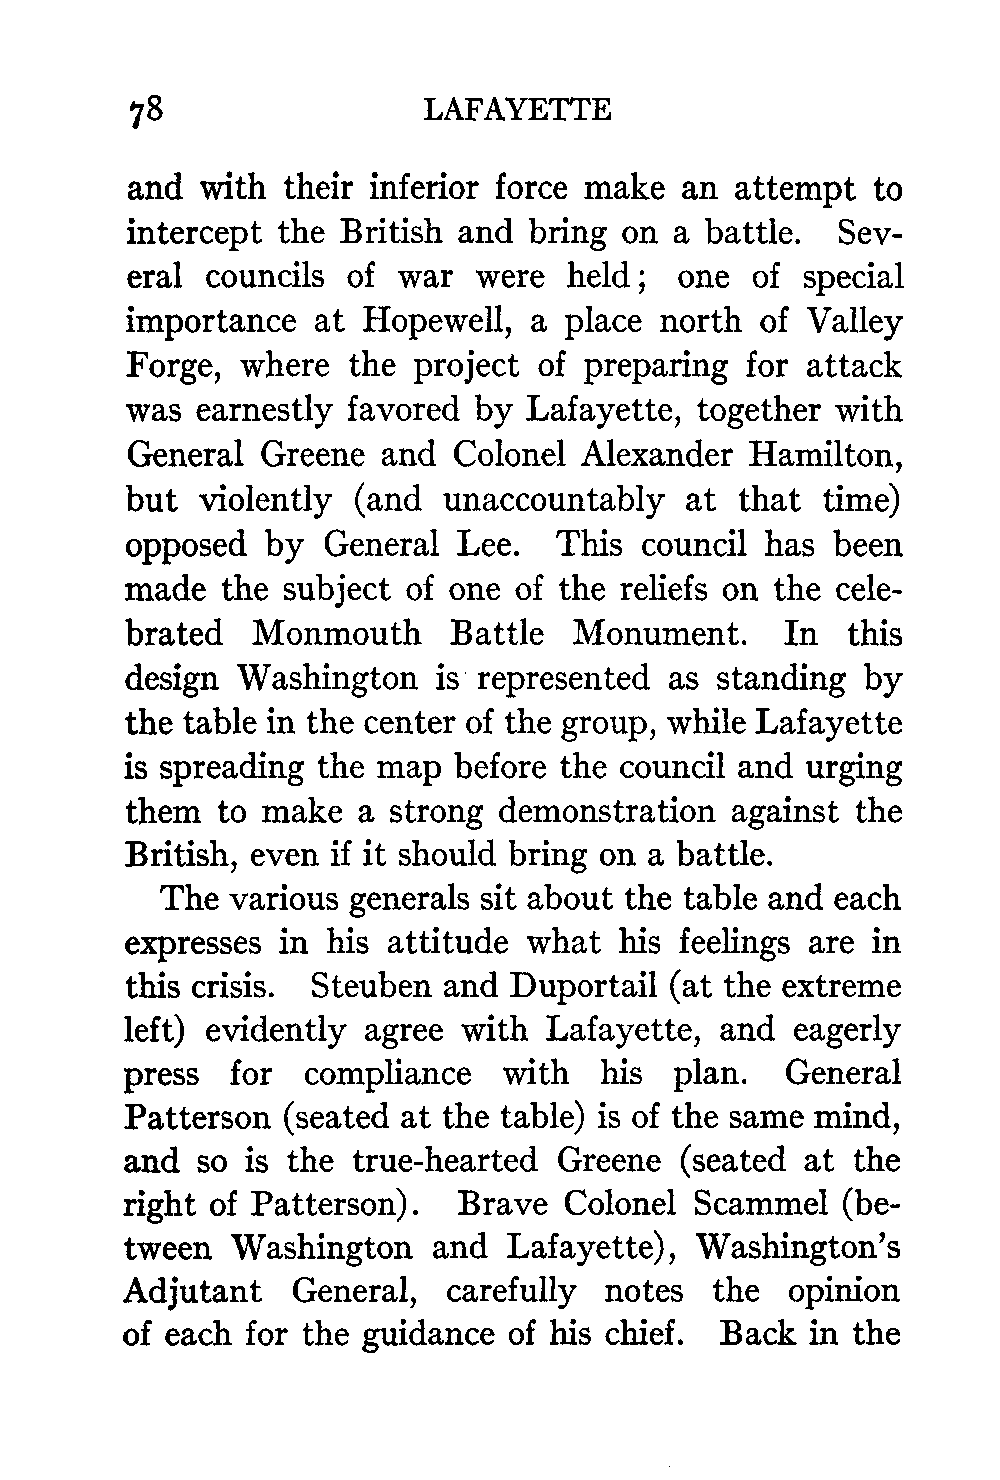 78 LAFAYETTE
and with their inferior force make an attempt to
intercept the British and bring on a battle. Sev-
eral councils of war were held; one of special
importance at Hopewell, a place north of Valley
Forge, where the project of preparing for attack
was earnestly favored by Lafayette, together with
General Greene and Colonel Alexander Hamilton,
but violently (and unaccountably at that time)
opposed by General Lee. This council has been
made the subject of one of the reliefs on the cele-
brated Monmouth Battle Monument. In this
design Washington is represented as standing by
the table in the center of the group, while Lafayette
is spreading the map before the council and urging
them to make a strong demonstration against the
British, even if it should bring on a battle.
The various generals sit about the table and each
expresses in his attitude what his feelings are in
this crisis. Steuben and Duportail (at the extreme
left) evidently agree with Lafayette, and eagerly
press for compliance with his plan. General
Patterson (seated at the table) is of the same mind,
and so is the true-hearted Greene (seated at the
right of Patterson). Brave Colonel Scammel (be-
tween Washington and Lafayette), Washington's
Adjutant General, carefully notes the opinion
of each for the guidance of his chief. Back in the